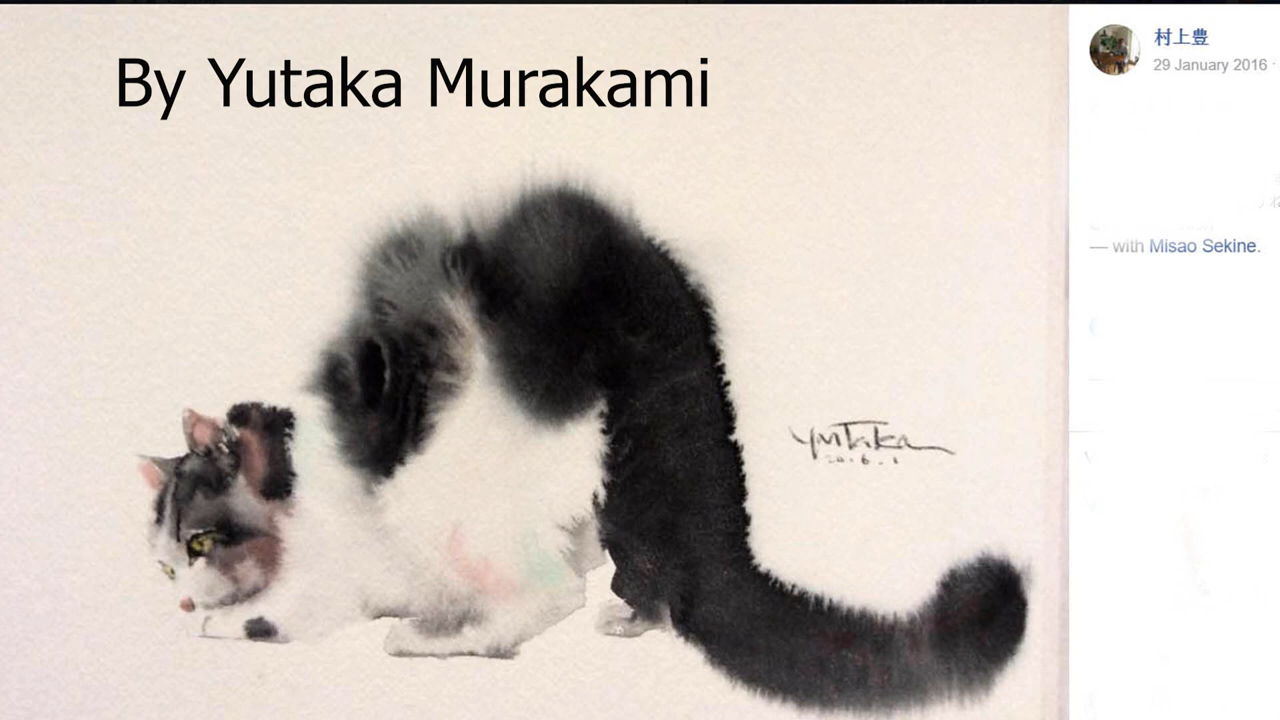 By Yutaka Murakami
村上豊
29 January 2016 ·
— with Misao Sekine.
Yutaka